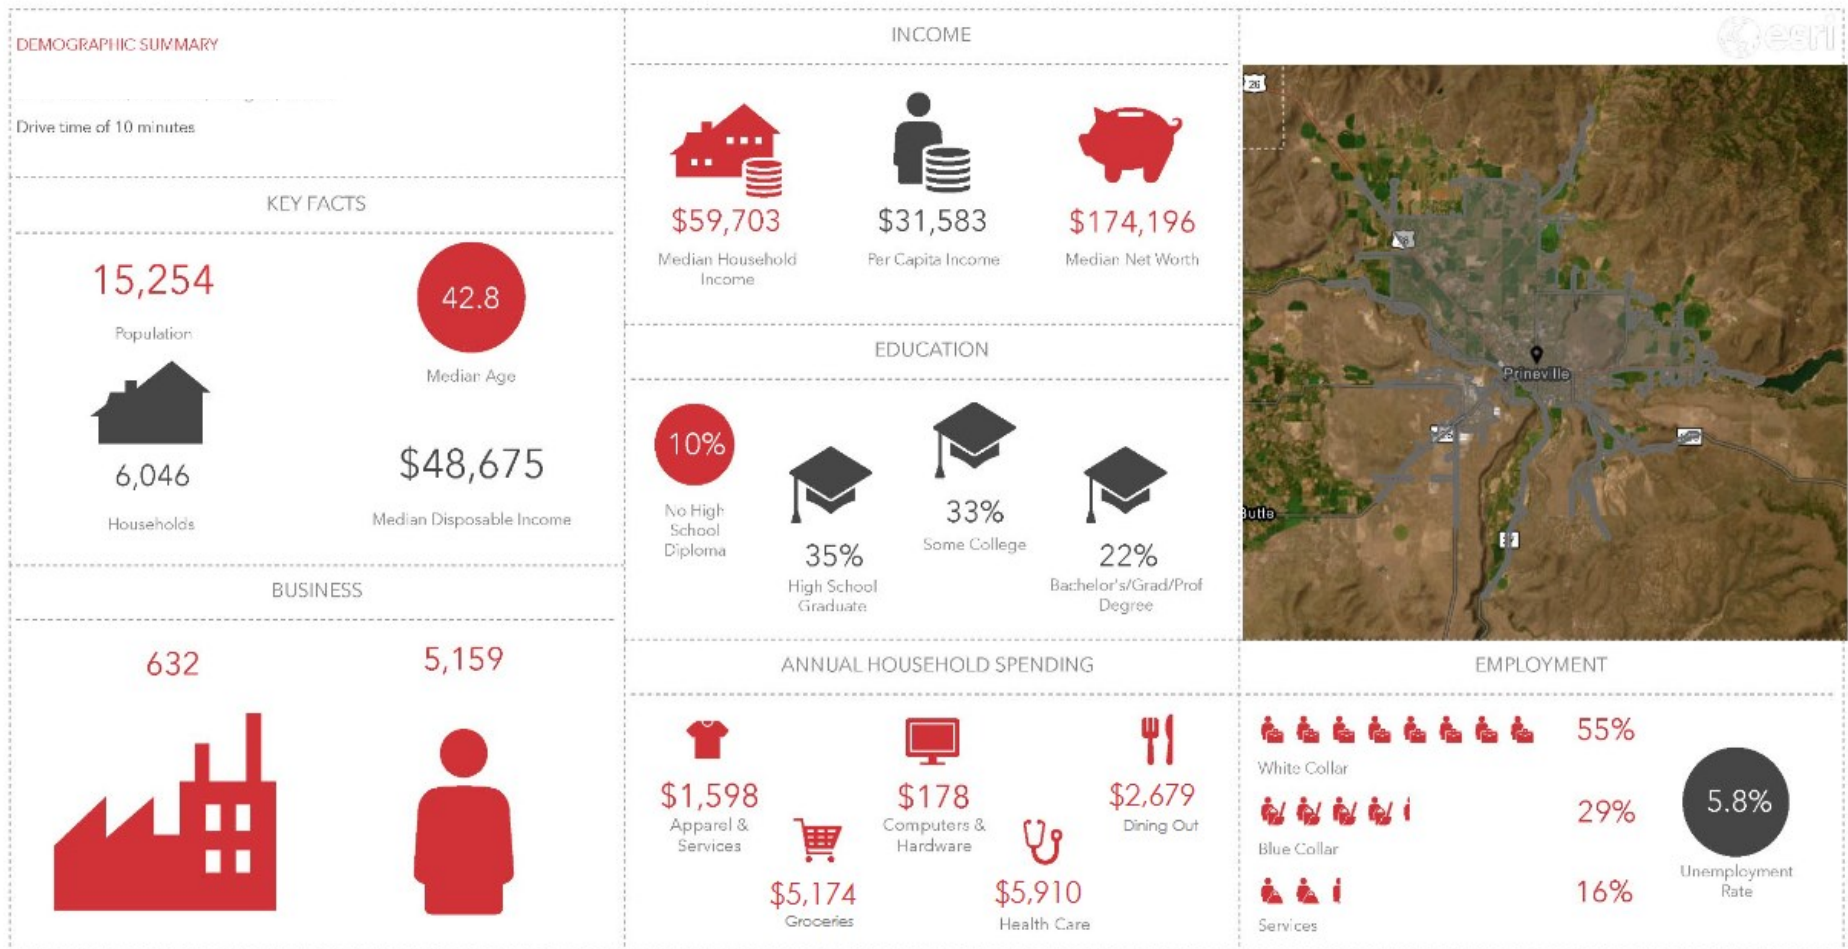 DEMOGRAPHIC SUMMARY
Drive time of 10 minutes
KEY FACTS
15,254
Population
42.8
Median Age
6,046
Households
$48,675
Median Disposable Income
BUSINESS
632
5,159
INCOME
$59,703
Median Household
Income
$31,583
Per Capita Income
$174,196
Median Net Worth
EDUCATION
10%
No High
School
Diploma
35%
High School
Graduate
33%
Some College
22%
Bachelor's/Grad/Prof
Degree
ANNUAL HOUSEHOLD SPENDING
$1,598
Apparel &
Services
$5,174
Groceries
$178
Computers &
Hardware
$5,910
Health Care
$2,679
Dining Out
esri
26
Prineville
Butte
EMPLOYMENT
55%
White Collar
29%
Blue Collar
16%
Services
5.8%
Unemployment
Rate